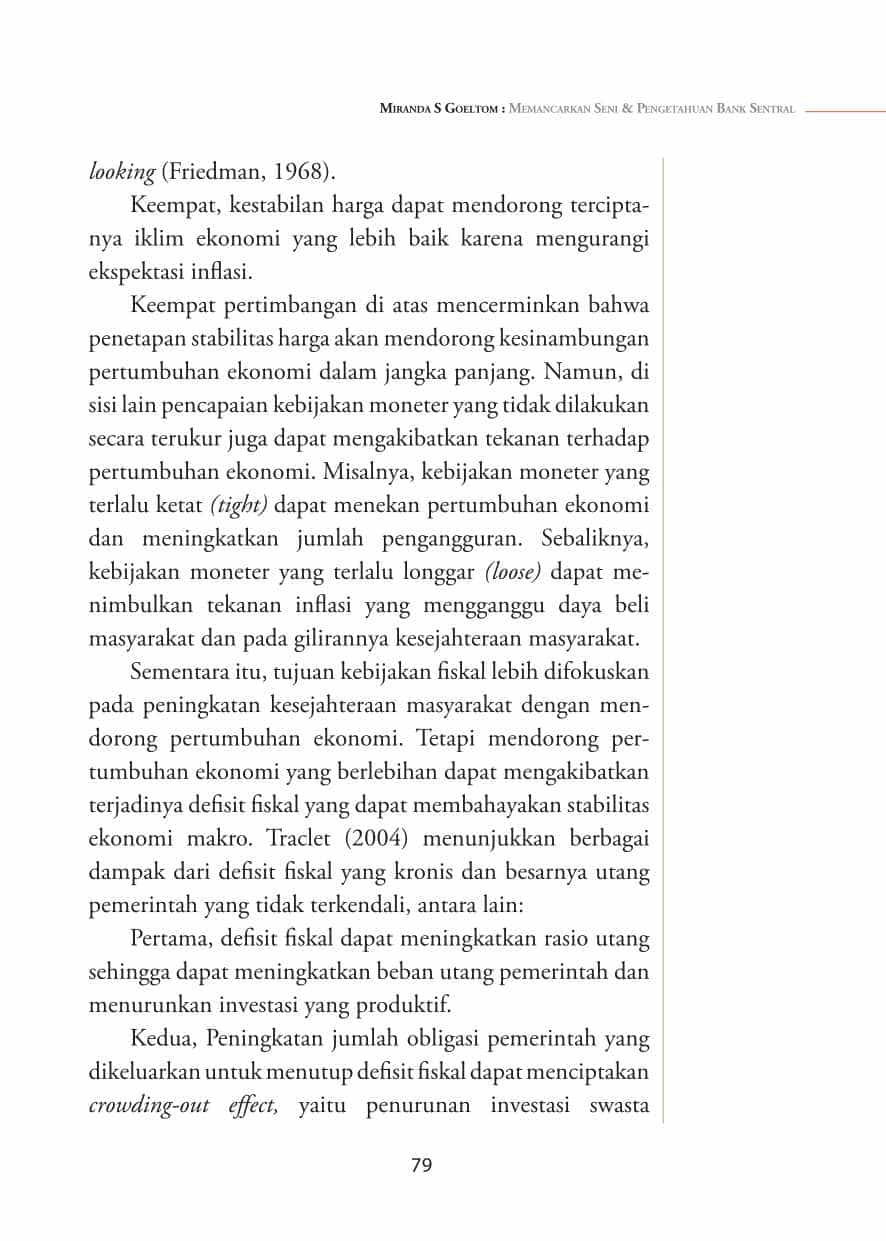 MIRANDA S GOELTOM : MEMANCARKAN SENI & PENGETAHUAN BANK SENTRAL
looking (Friedman, 1968).
Keempat, kestabilan harga dapat mendorong tercipta-
nya iklim ekonomi yang lebih baik karena mengurangi
ekspektasi inflasi.
Keempat pertimbangan di atas mencerminkan bahwa
penetapan stabilitas harga akan mendorong kesinambungan
pertumbuhan ekonomi dalam jangka panjang. Namun, di
sisi lain pencapaian kebijakan moneter yang tidak dilakukan
secara terukur juga dapat mengakibatkan tekanan terhadap
pertumbuhan ekonomi. Misalnya, kebijakan moneter yang
terlalu ketat (tight) dapat menekan pertumbuhan ekonomi
dan meningkatkan jumlah pengangguran. Sebaliknya,
kebijakan moneter yang terlalu longgar (loose) dapat me-
nimbulkan tekanan inflasi yang mengganggu daya beli
masyarakat dan pada gilirannya kesejahteraan masyarakat.
Sementara itu, tujuan kebijakan fiskal lebih difokuskan
pada peningkatan kesejahteraan masyarakat dengan men-
dorong pertumbuhan ekonomi. Tetapi mendorong per-
tumbuhan ekonomi yang berlebihan dapat mengakibatkan
terjadinya defisit fiskal yang dapat membahayakan stabilitas
ekonomi makro. Traclet (2004) menunjukkan berbagai
dampak dari defisit fiskal yang kronis dan besarnya utang
pemerintah yang tidak terkendali, antara lain:
Pertama, defisit fiskal dapat meningkatkan rasio utang
sehingga dapat meningkatkan beban utang pemerintah dan
menurunkan investasi yang produktif.
Kedua, Peningkatan jumlah obligasi pemerintah yang
dikeluarkan untuk menutup defisit fiskal dapat menciptakan
crowding-out effect, yaitu penurunan investasi swasta
79